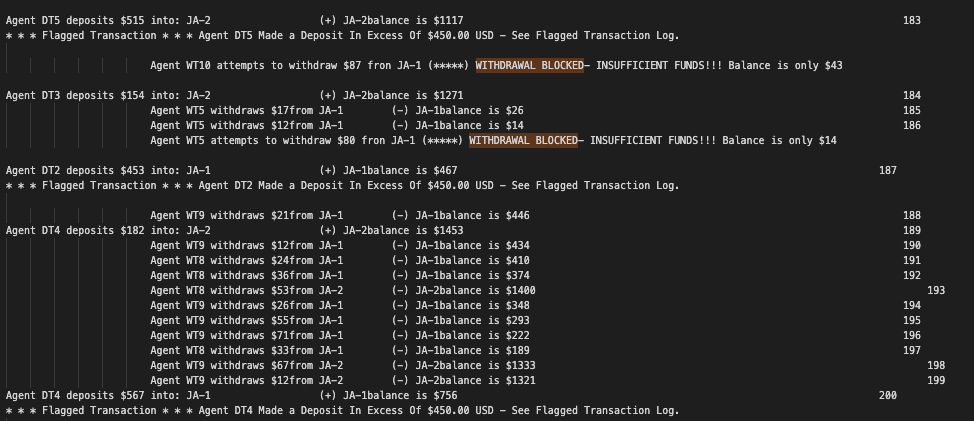 Agent DT5 deposits $515 into: JA-2 (+) JA-2balance is $1117 183
* * * Flagged Transaction * * * Agent DT5 Made a Deposit In Excess Of $450.00 USD - See Flagged Transaction Log.
Agent WT10 attempts to withdraw $87 fron JA-1 (*****) WITHDRAWAL BLOCKED- INSUFFICIENT FUNDS!!! Balance is only $43
Agent DT3 deposits $154 into: JA-2 (+) JA-2balance is $1271 184
Agent WT5 withdraws $17from JA-1 (-) JA-1balance is $26 185
Agent WT5 withdraws $12from JA-1 (-) JA-1balance is $14 186
Agent WT5 attempts to withdraw $80 fron JA-1 (*****) WITHDRAWAL BLOCKED- INSUFFICIENT FUNDS!!! Balance is only $14
Agent DT2 deposits $453 into: JA-1 (+) JA-1balance is $467 187
* * * Flagged Transaction * * * Agent DT2 Made a Deposit In Excess Of $450.00 USD - See Flagged Transaction Log.
Agent WT9 withdraws $21from JA-1 (-) JA-1balance is $446 188
Agent DT4 deposits $182 into: JA-2 (+) JA-2balance is $1453 189
Agent WT9 withdraws $12from JA-1 (-) JA-1balance is $434 190
Agent WT8 withdraws $24from JA-1 (-) JA-1balance is $410 191
Agent WT8 withdraws $36from JA-1 (-) JA-1balance is $374 192
Agent WT8 withdraws $53from JA-2 (-) JA-2balance is $1400 193
Agent WT9 withdraws $26from JA-1 (-) JA-1balance is $348 194
Agent WT9 withdraws $55from JA-1 (-) JA-1balance is $293 195
Agent WT9 withdraws $71from JA-1 (-) JA-1balance is $222 196
Agent WT8 withdraws $33from JA-1 (-) JA-1balance is $189 197
Agent WT9 withdraws $67from JA-2 (-) JA-2balance is $1333 198
Agent WT9 withdraws $12from JA-2 (-) JA-2balance is $1321 199
Agent DT4 deposits $567 into: JA-1 (+) JA-1balance is $756 200
* * * Flagged Transaction * * * Agent DT4 Made a Deposit In Excess Of $450.00 USD - See Flagged Transaction Log.